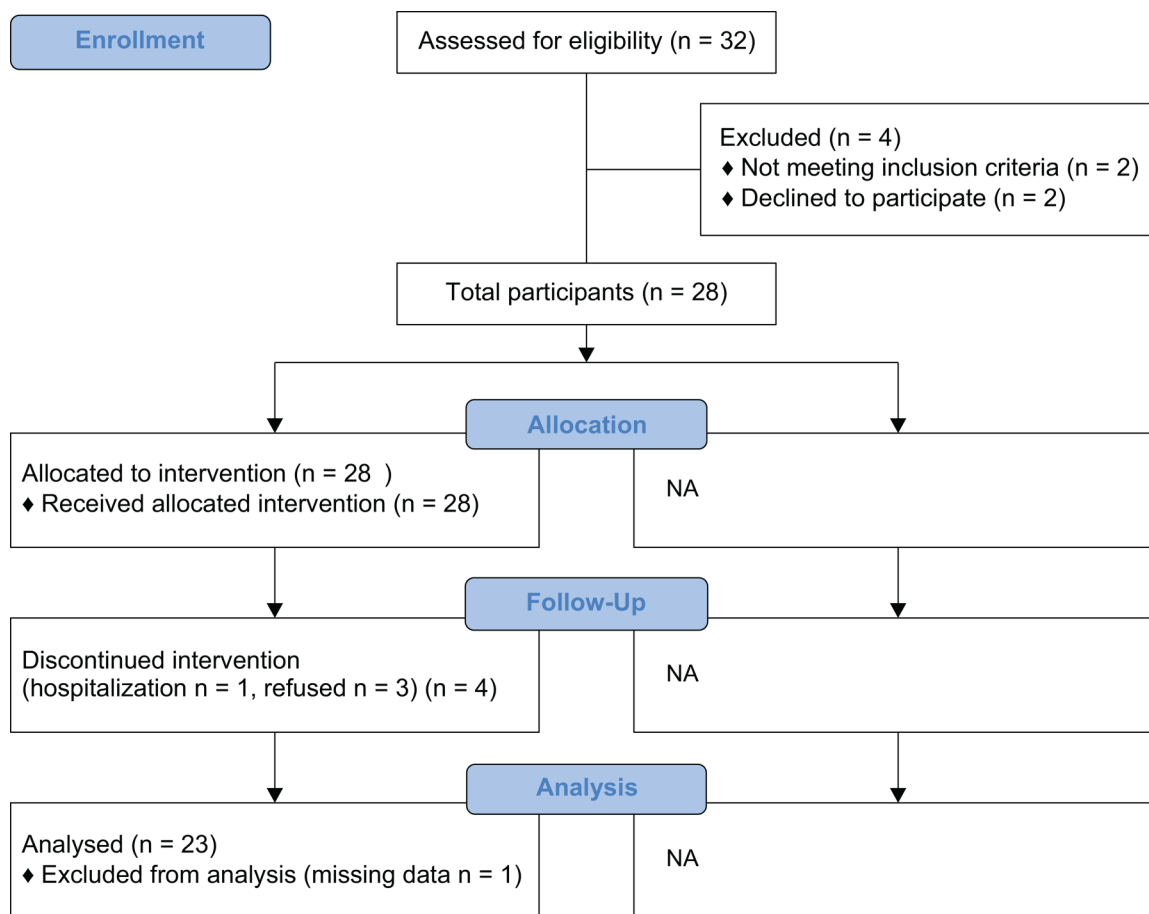 Enrollment
Assessed for eligibility (n = 32)
Excluded (n = 4)
♦ Not meeting inclusion criteria (n = 2)
♦ Declined to participate (n = 2)
Total participants (n = 28)
Allocation
Allocated to intervention (n = 28 )
♦ Received allocated intervention (n = 28)
NA
Follow-Up
Discontinued intervention
(hospitalization n = 1, refused n = 3) (n = 4)
NA
Analysis
Analysed (n = 23)
♦ Excluded from analysis (missing data n = 1)
NA